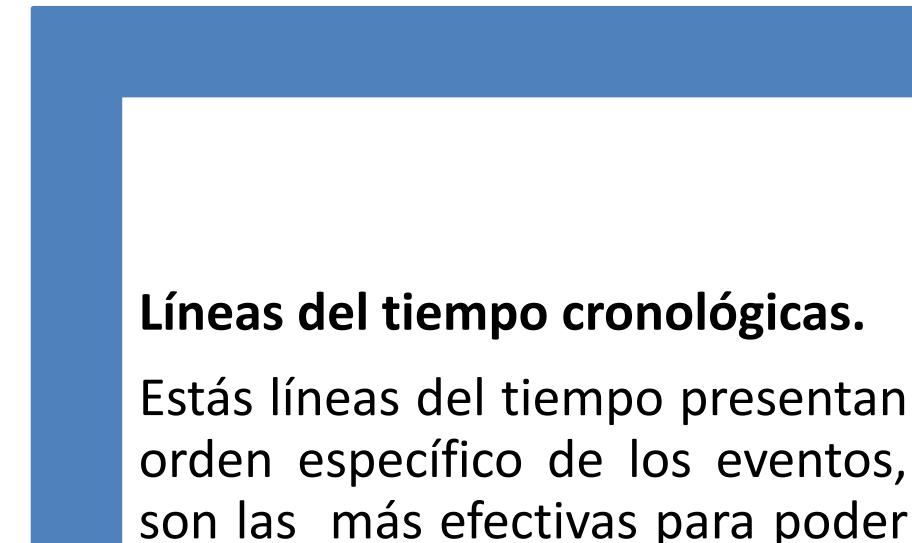 Líneas del tiempo cronológicas.
Estás líneas del tiempo presentan
orden específico de los eventos,
son las  más efectivas para poder